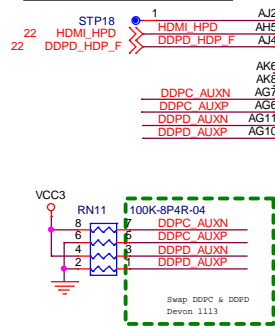 STP18 1 AJ2
22 HDMI_HPD HDMI_HPD AH5
22 DDPD_HDP_F DDPD_HDP_F AJ4
AK6
AK8
DDPC_AUXN AG7
DDPC_AUXP AG6
DDPD_AUXN AG11
DDPD_AUXP AG10
VCC3
RN11 100K-8P4R-04
8 7 DDPC_AUXN
6 5 DDPC_AUXP
4 3 DDPD_AUXN
2 1 DDPD_AUXP
Swap DDPC & DDPD
Devon 1113